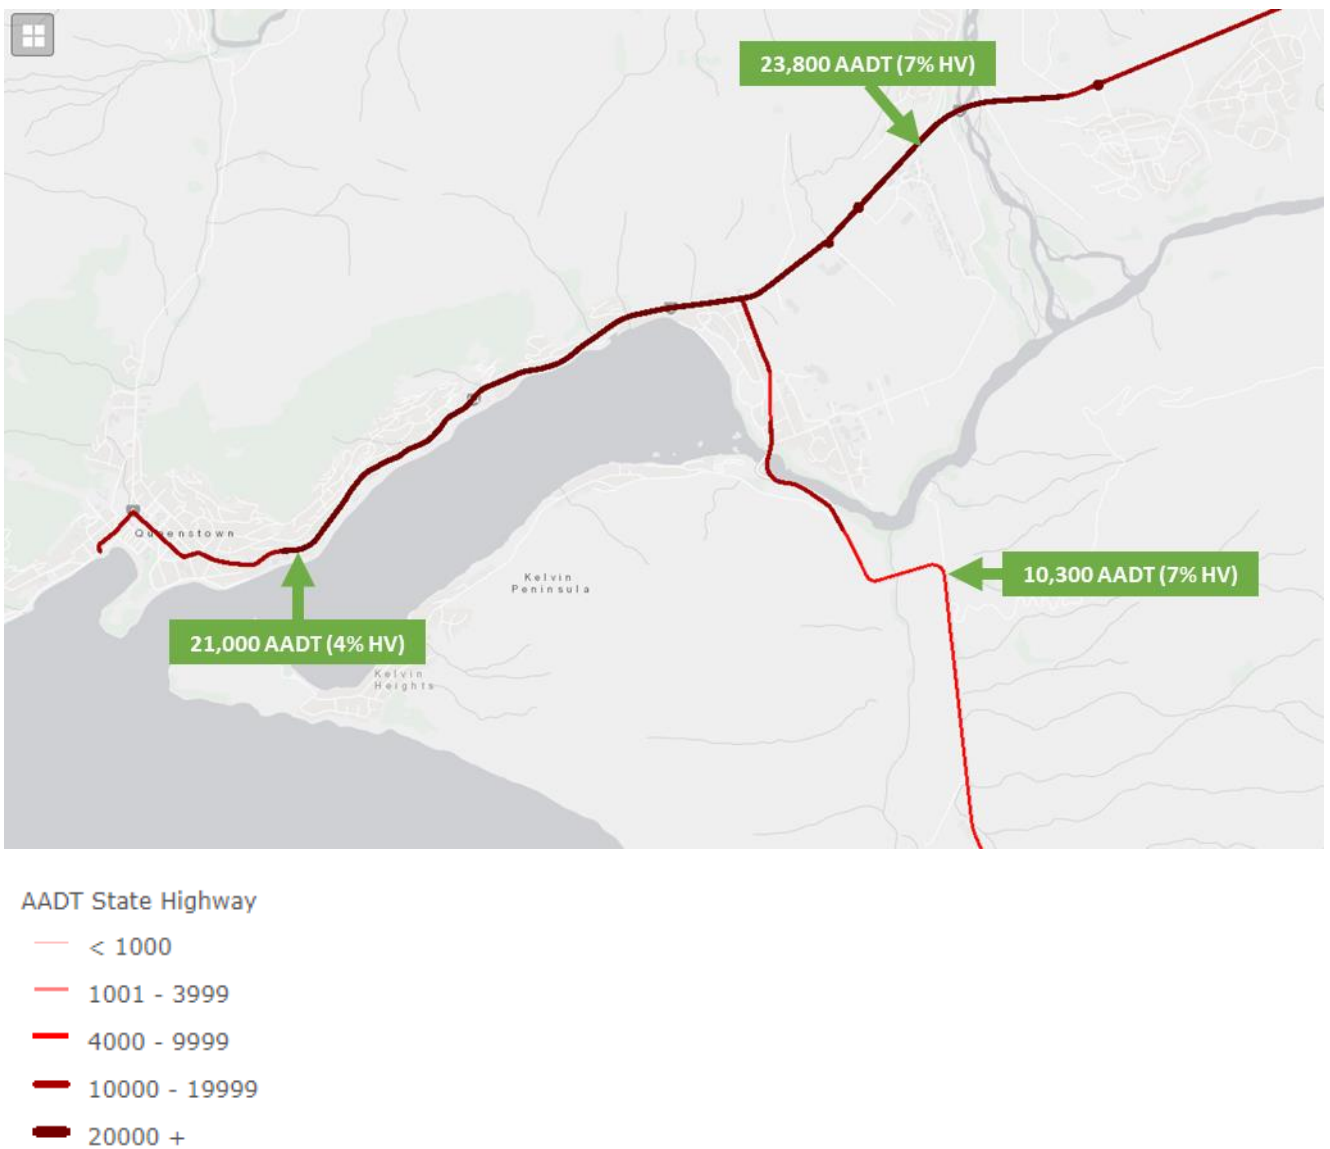 23,800 AADT (7% HV)
Queenstown
Kelvin
Peninsula
10,300 AADT (7% HV)
21,000 AADT (4% HV)
Kelvin
Heights
AADT State Highway
< 1000
1001 - 3999
4000 - 9999
10000 - 19999
20000 +